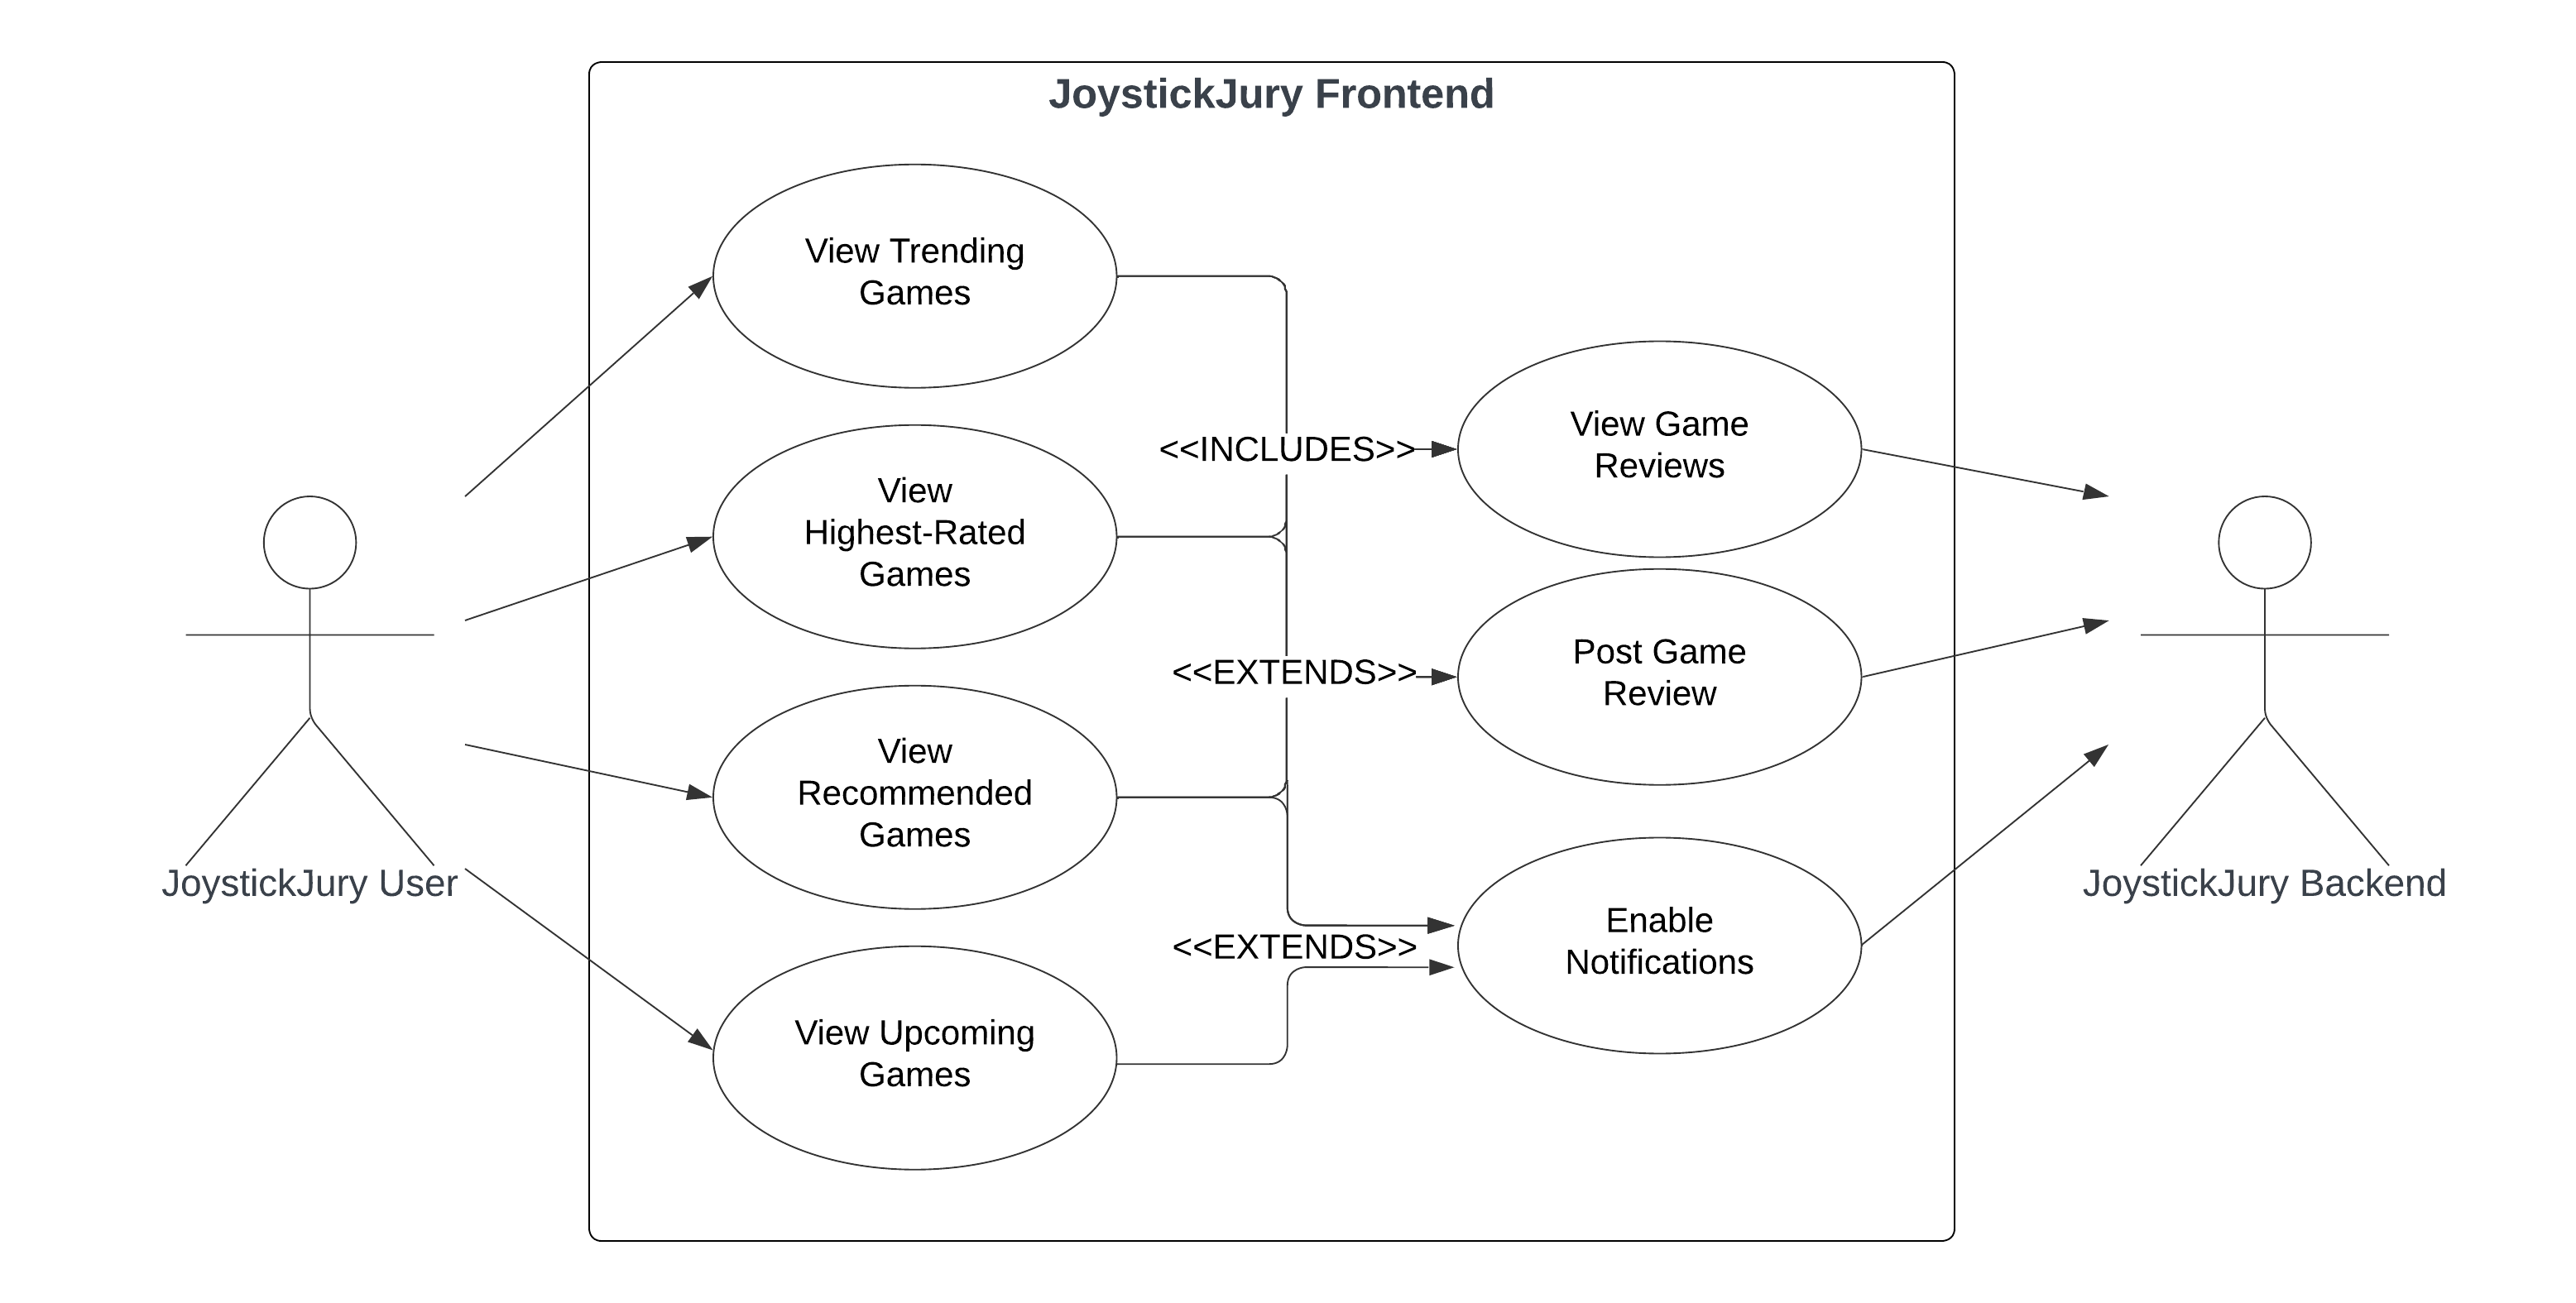 JoystickJury Frontend
View Trending
Games
View
Highest-Rated
Games
View
Recommended
Games
View Upcoming
Games
<<INCLUDES>>
<<EXTENDS>>
<<EXTENDS>>
View Game
Reviews
Post Game
Review
Enable
Notifications
JoystickJury User
JoystickJury Backend